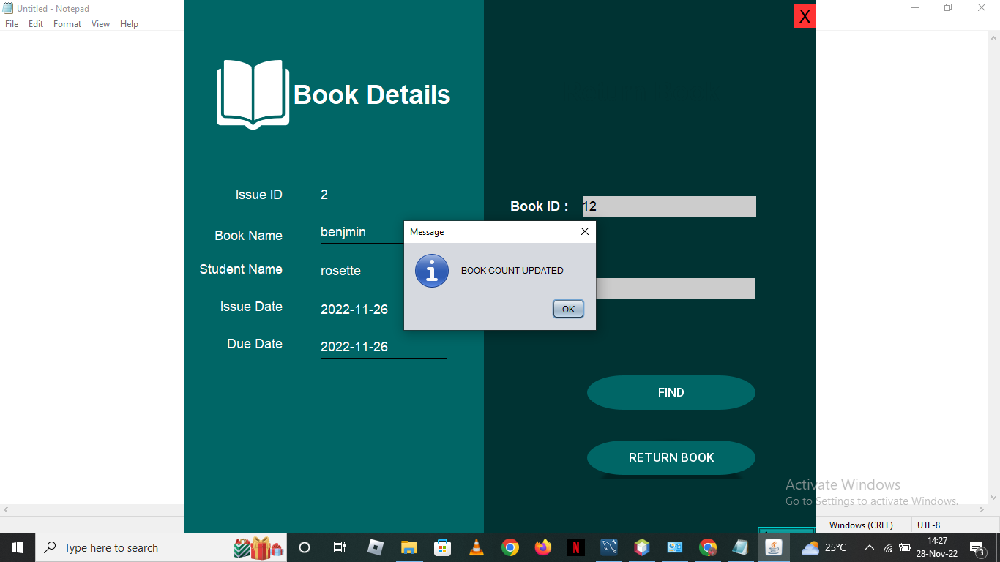 Untitled - Notepad
File Edit Format View Help
X
Book Details
Issue ID 2
Book Name benjmin
Student Name rosette
Issue Date 2022-11-26
Due Date 2022-11-26
Book ID : 12
Message
BOOK COUNT UPDATED
OK
FIND
RETURN BOOK
Activate Windows
Go to Settings to activate Windows.
Windows (CRLF) UTF-8
Type here to search
N
25°C
14:27
28-Nov-22
3